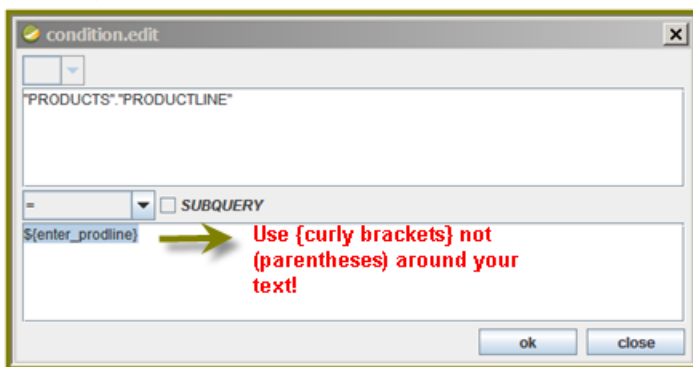 condition.edit
"PRODUCTS"."PRODUCTLINE"
= SUBQUERY
${enter_prodline} Use {curly brackets} not
(parentheses) around your
text!
ok close